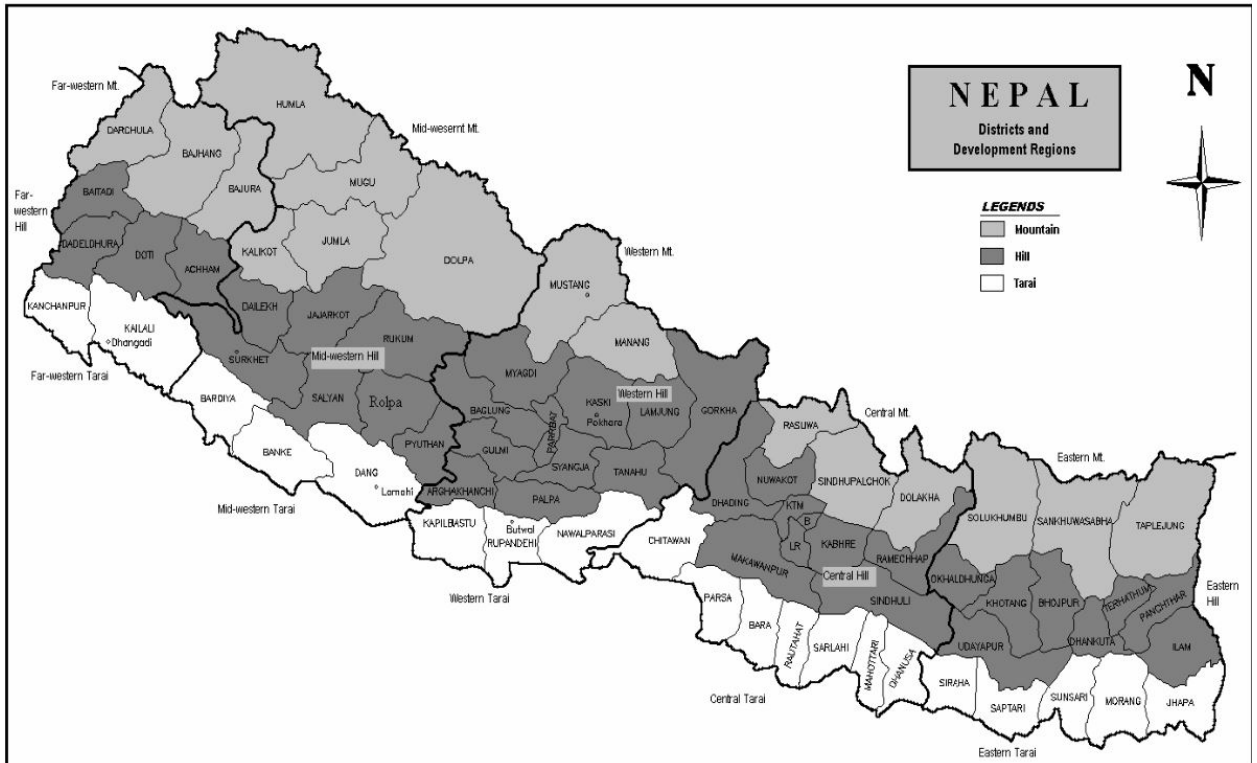 NEPAL
Districts and
Development Regions
N
LEGENDS
Mountain
Hill
Tarai
Far-western Mt.
HUMLA
DARCHULA
Mid-wesernt Mt.
BAJHANG
MUGU
BAJURA
BAITADI
Far-
western
Hill
DADELDHURA
DOTI
ACHHAM
KALIKOT
JUMLA
DOLPA
Western Mt.
MUSTANG
KANCHANPUR
KAILALI
Dhangadi
DAILEKH
JAJARKOT
RUKUM
MANANG
SURKHET
Mid-western Hill
MYAGDI
Far-western Tarai
BARDIYA
SALYAN
Rolpa
BAGLUNG
PARBAT
KASKI
Pokhara
Western Hill
LAMJUNG
GORKHA
Central Mt.
RASUWA
PYUTHAN
GULMI
SYANGJA
TANAHU
BANKE
DANG
Lamahi
Mid-western Tarai
ARGHAKHANCHI
PALPA
DHADING
NUWAKOT
SINDHUPALCHOK
DOLAKHA
Eastern Mt.
SOLUKHUMBU
SANKHUWASABHA
TAPLEJUNG
KAPILBASTU
Butwal
RUPANDEHI
NAWALPARASI
CHITAWAN
KTM
B
LR
KABHRE
RAMECHHAP
MAKAWANPUR
Central Hill
SINDHULI
Western Tarai
OKHALDHUNGA
KHOTANG
BHOJPUR
TERHATHUM
PANCHTHAR
Eastern
Hill
DHANKUTA
UDAYAPUR
ILAM
PARSA
BARA
RAUTAHAT
SARLAHI
MAHOTTARI
DHANUSA
SIRAHA
SAPTARI
SUNSARI
MORANG
JHAPA
Central Tarai
Eastern Tarai